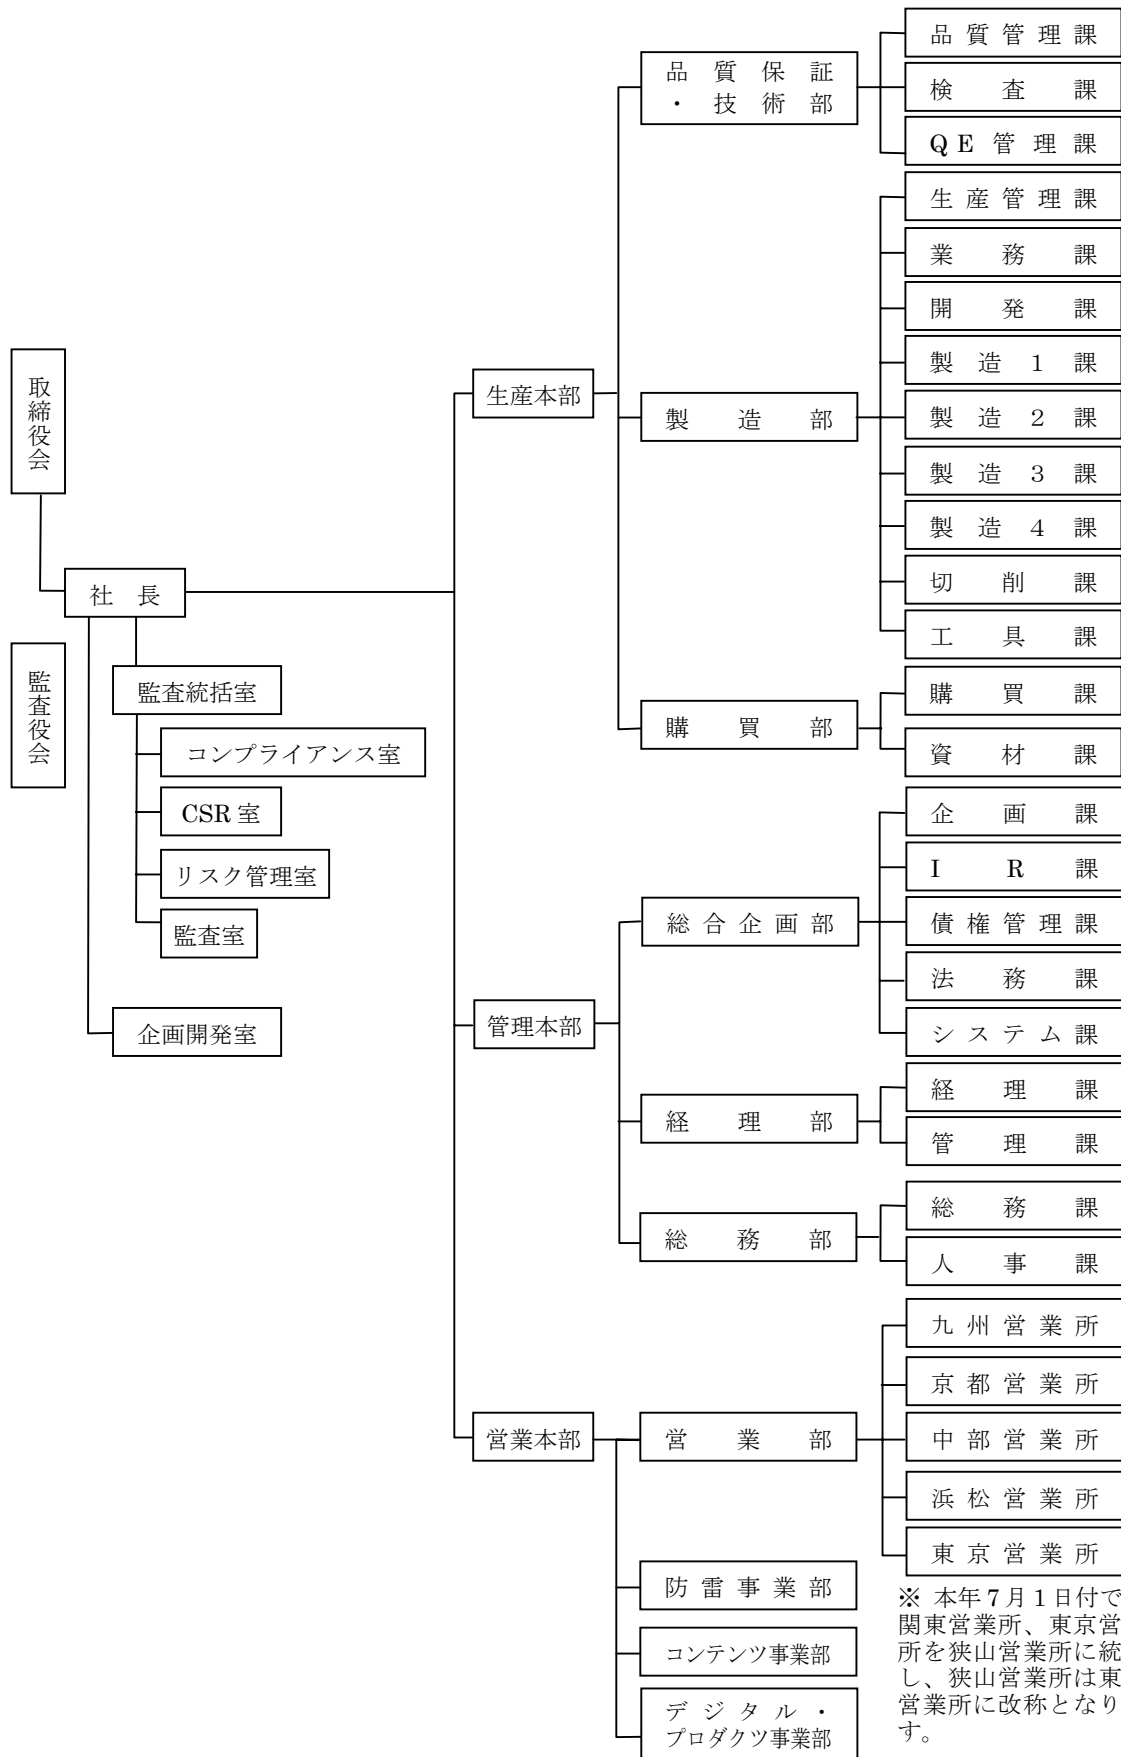 取締役会
監査役会
社長
監査統括室
コンプライアンス室
CSR 室
リスク管理室
監査室
企画開発室
生産本部
品質保証
・技術部
品質管理課
検査課
QE管理課
製造部
生産管理課
業務課
開発課
製造1課
製造2課
製造3課
製造4課
切削課
工具課
購買部
購買課
資材課
管理本部
総合企画部
企画課
IR課
債権管理課
法務課
システム課
経理部
経理課
管理課
総務部
総務課
人事課
営業本部
営業部
九州営業所
京都営業所
中部営業所
浜松営業所
東京営業所
防雷事業部
コンテンツ事業部
デジタル・
プロダクツ事業部
※ 本年7月1日付で
関東営業所、東京営
所を狭山営業所に統
し、狭山営業所は東
営業所に改称となり
す。